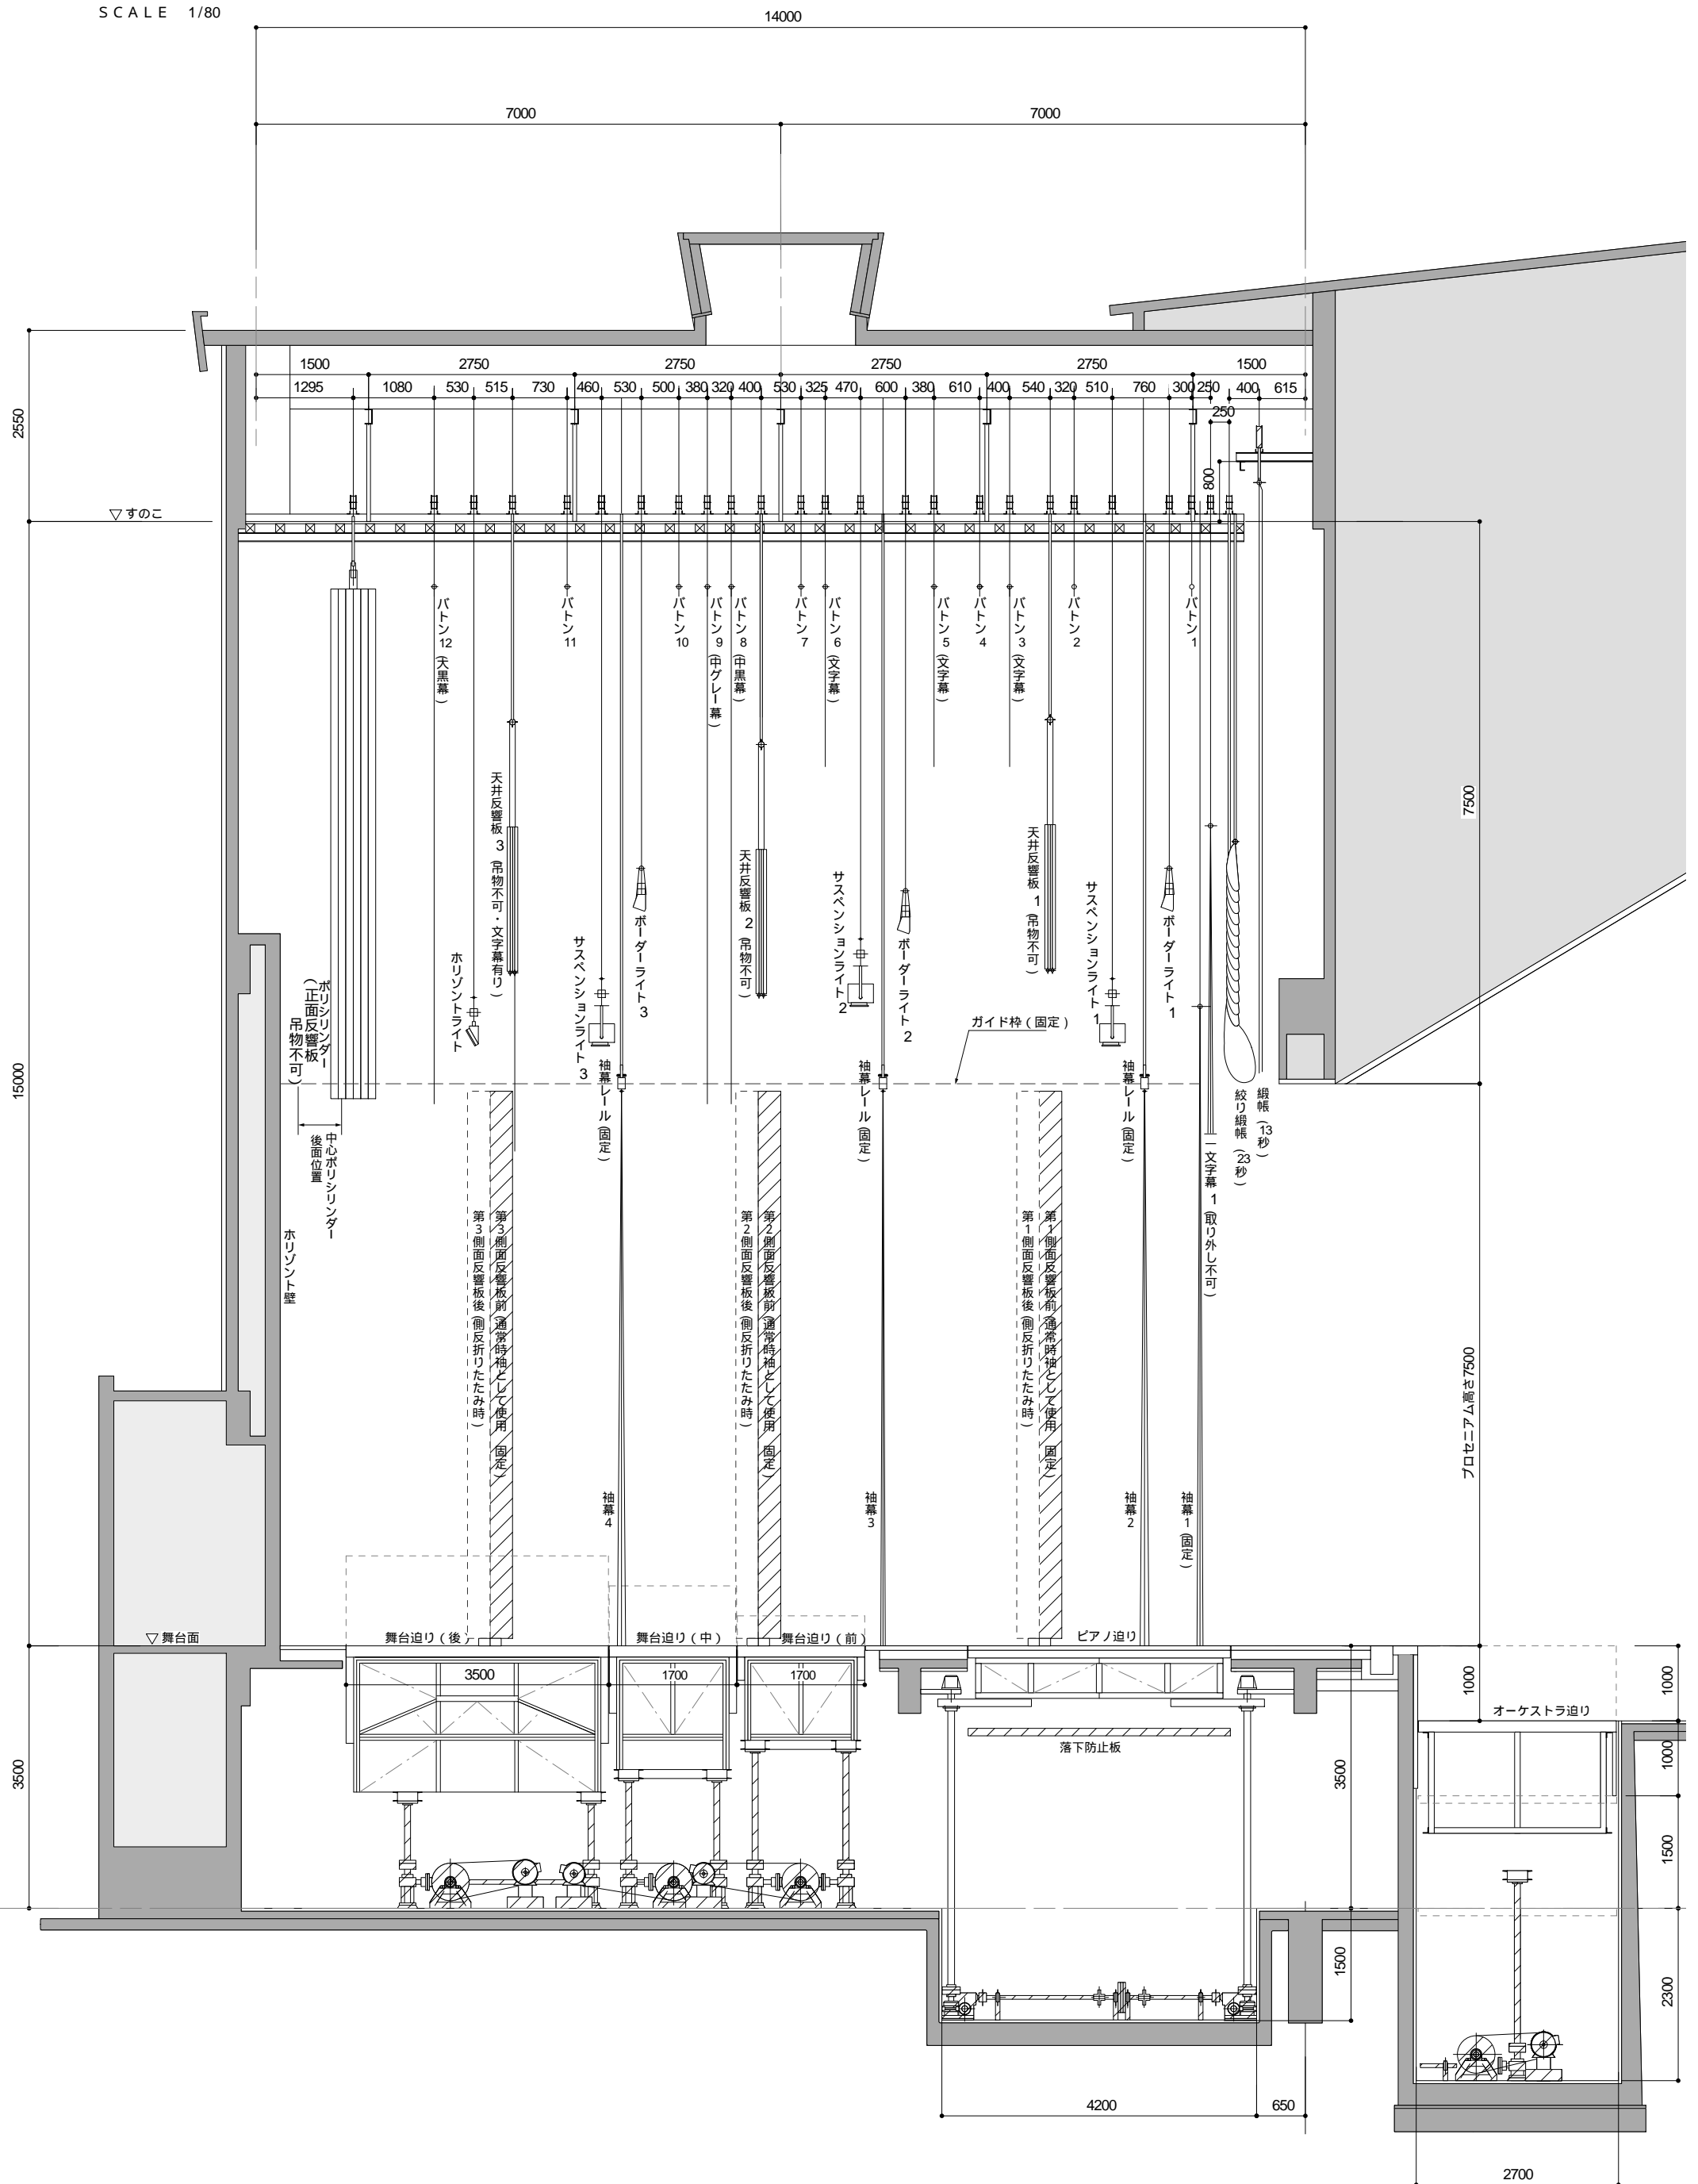 SCALE 1/80
14000
7000
7000
1500
2750
2750
2750
2750
1500
1295
1080
530
515
730
460
530
500
380
320
400
530
325
470
600
380
610
400
540
320
510
760
300
250
400
615
250
800
2550
▽すのこ
バトン12(大黒幕)
バトン11
バトン10
バトン9(中グレー幕)
バトン8(中黒幕)
バトン7
バトン6(文字幕)
バトン5(文字幕)
バトン4
バトン3(文字幕)
バトン2
バトン1
天井反響板3(吊物不可・文字幕有り)
天井反響板2(吊物不可)
天井反響板1(吊物不可)
ホリゾントライト
サスペンションライト3
ボーダーライト3
サスペンションライト2
ボーダーライト2
サスペンションライト1
ボーダーライト1
ポリシリンダー
(正面反響板
吊物不可)
ガイド枠(固定)
袖幕レール(固定)
袖幕レール(固定)
袖幕レール(固定)
緞帳(13秒)
絞り緞帳(23秒)
一文字幕1(取り外し不可)
中心ポリシリンダー
後面位置
ホリゾント壁
第3側面反響板前(通常時袖として使用 固定)
第3側面反響板後(側反折りたたみ時)
第2側面反響板前(通常時袖として使用 固定)
第2側面反響板後(側反折りたたみ時)
第1側面反響板前(通常時袖として使用 固定)
第1側面反響板後(側反折りたたみ時)
袖幕4
袖幕3
袖幕2
袖幕1(固定)
15000
7500
プロセニアム高さ7500
▽舞台面
舞台迫り(後)
舞台迫り(中)
舞台迫り(前)
ピアノ迫り
3500
1700
1700
落下防止板
オーケストラ迫り
3500
3500
1500
1000
1000
1000
1500
2300
4200
650
2700